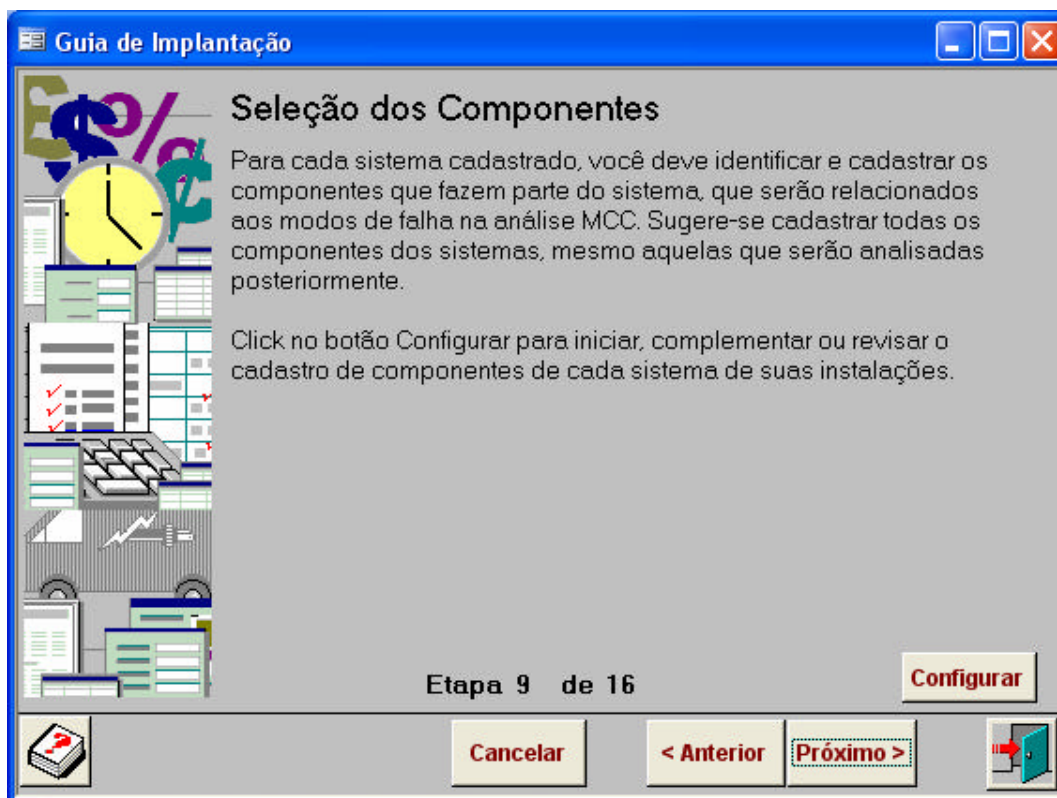 Guia de Implantação
Seleção dos Componentes
Para cada sistema cadastrado, você deve identificar e cadastrar os
componentes que fazem parte do sistema, que serão relacionados
aos modos de falha na análise MCC. Sugere-se cadastrar todas os
componentes dos sistemas, mesmo aquelas que serão analisadas
posteriormente.
Click no botão Configurar para iniciar, complementar ou revisar o
cadastro de componentes de cada sistema de suas instalações.
Etapa 9 de 16
Configurar
Cancelar
< Anterior
Próximo >